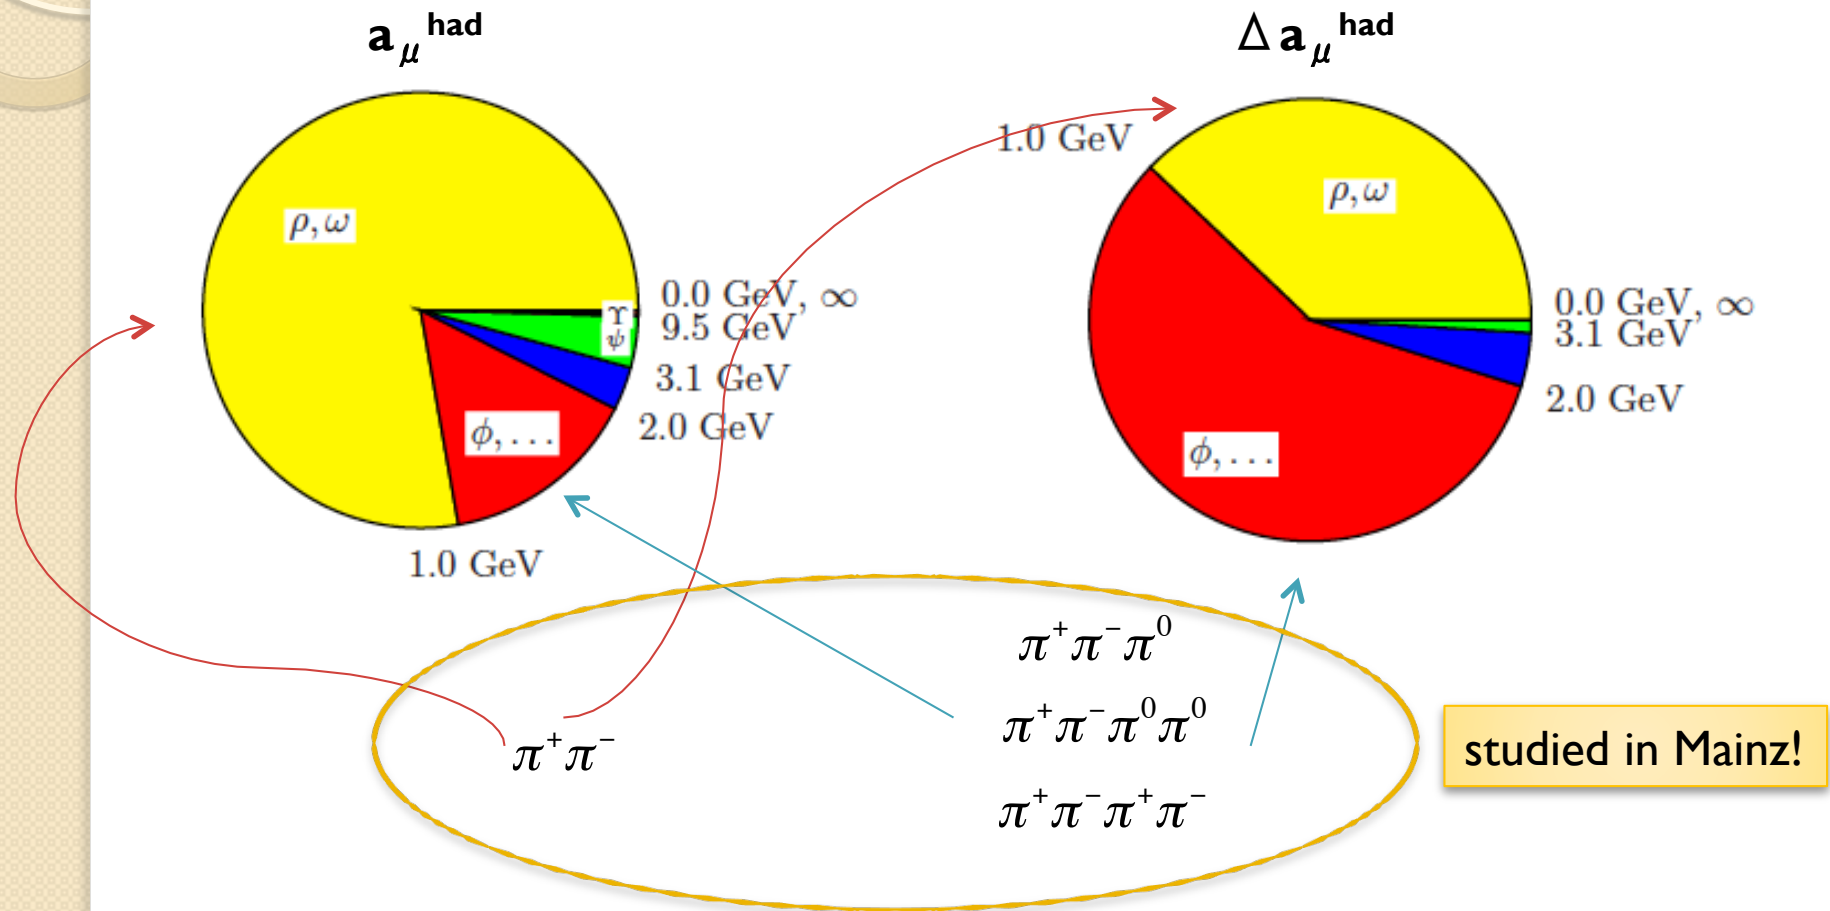 a_μ^had
Δ a_μ^had
1.0 GeV
ρ, ω
ρ, ω
0.0 GeV, ∞
9.5 GeV
3.1 GeV
2.0 GeV
Υ
ψ
0.0 GeV, ∞
3.1 GeV
2.0 GeV
ϕ, . . .
ϕ, . . .
1.0 GeV
π⁺π⁻π⁰
π⁺π⁻π⁰π⁰
π⁺π⁻
π⁺π⁻π⁺π⁻
studied in Mainz!